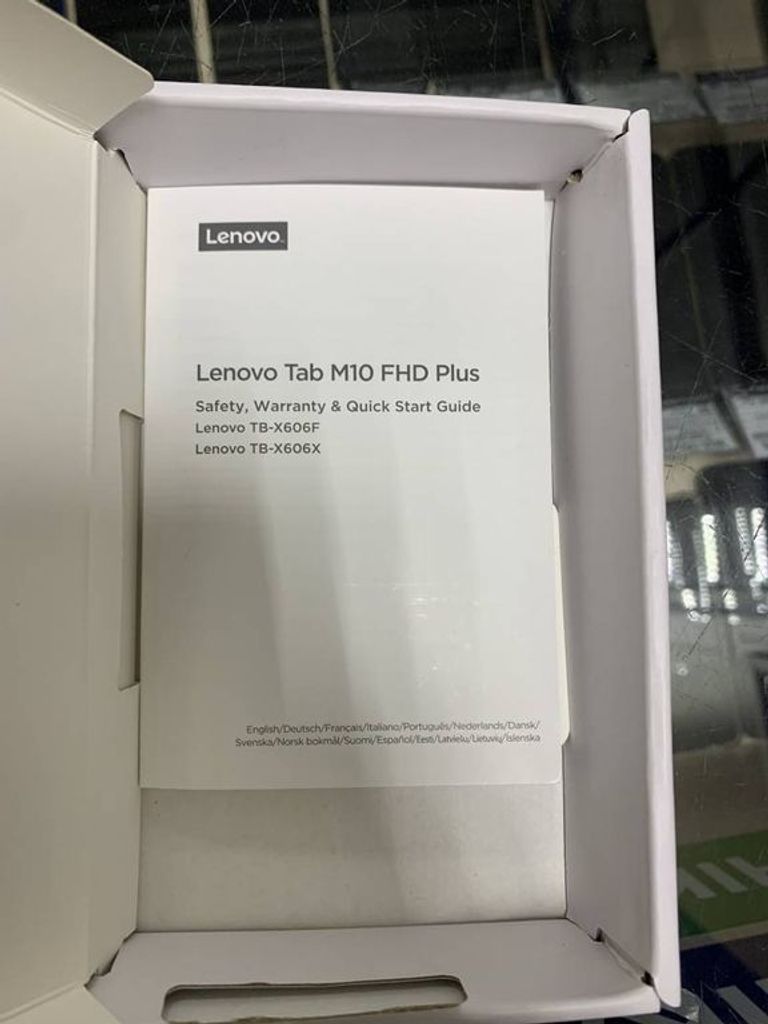 Lenovo
Lenovo Tab M10 FHD Plus
Safety, Warranty & Quick Start Guide
Lenovo TB-X606F
Lenovo TB-X606X
English/Deutsch/Français/Italiano/Português/Nederlands/Dansk/
Svenska/Norsk bokmål/Suomi/Español/Eesti/Latviešu/Lietuvių/Íslenska